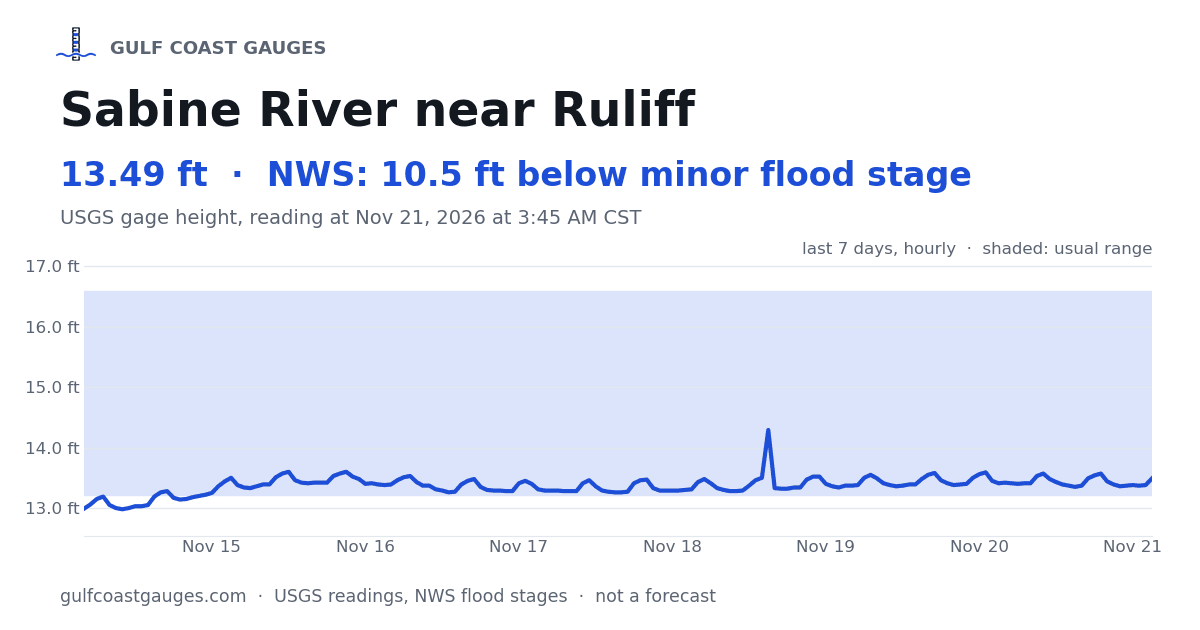 GULF COAST GAUGES
Sabine River near Ruliff
13.49 ft · NWS: 10.5 ft below minor flood stage
USGS gage height, reading at Nov 21, 2026 at 3:45 AM CST
last 7 days, hourly · shaded: usual range
17.0 ft
16.0 ft
15.0 ft
14.0 ft
13.0 ft
Nov 15 Nov 16 Nov 17 Nov 18 Nov 19 Nov 20 Nov 21
gulfcoastgauges.com · USGS readings, NWS flood stages · not a forecast